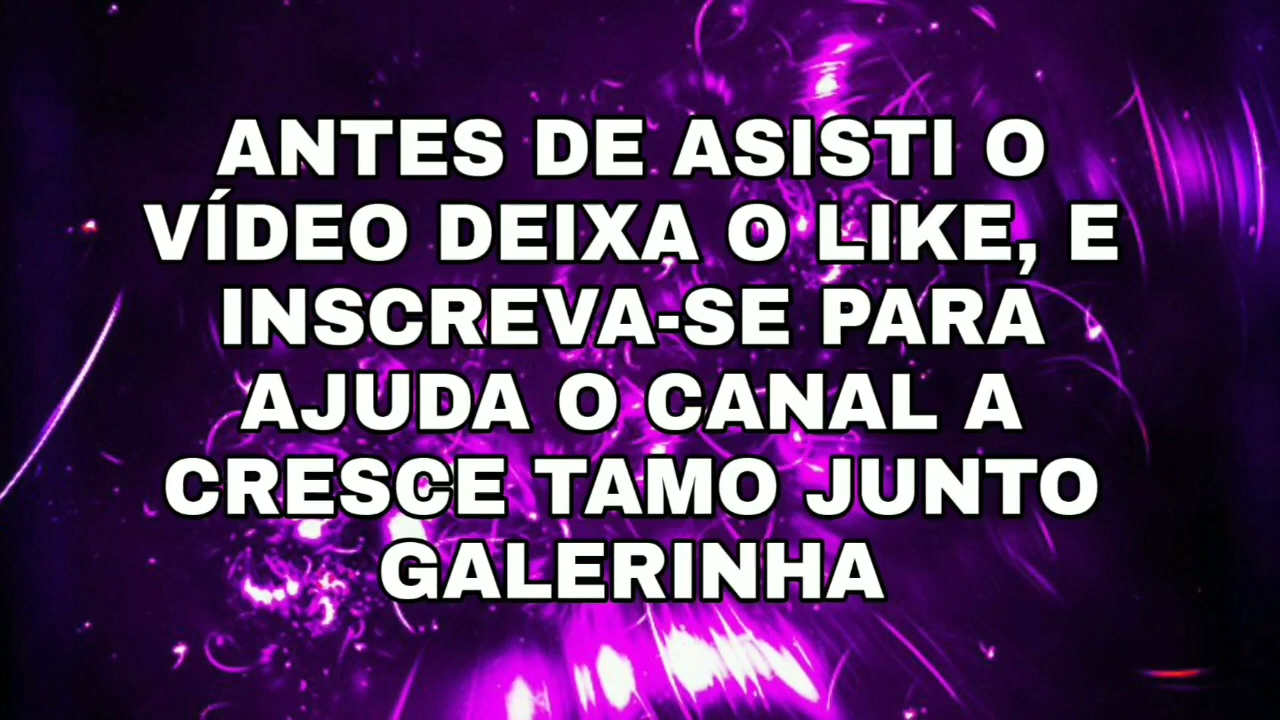 ANTES DE ASISTI O
VÍDEO DEIXA O LIKE, E
INSCREVA-SE PARA
AJUDA O CANAL A
CRESCE TAMO JUNTO
GALERINHA